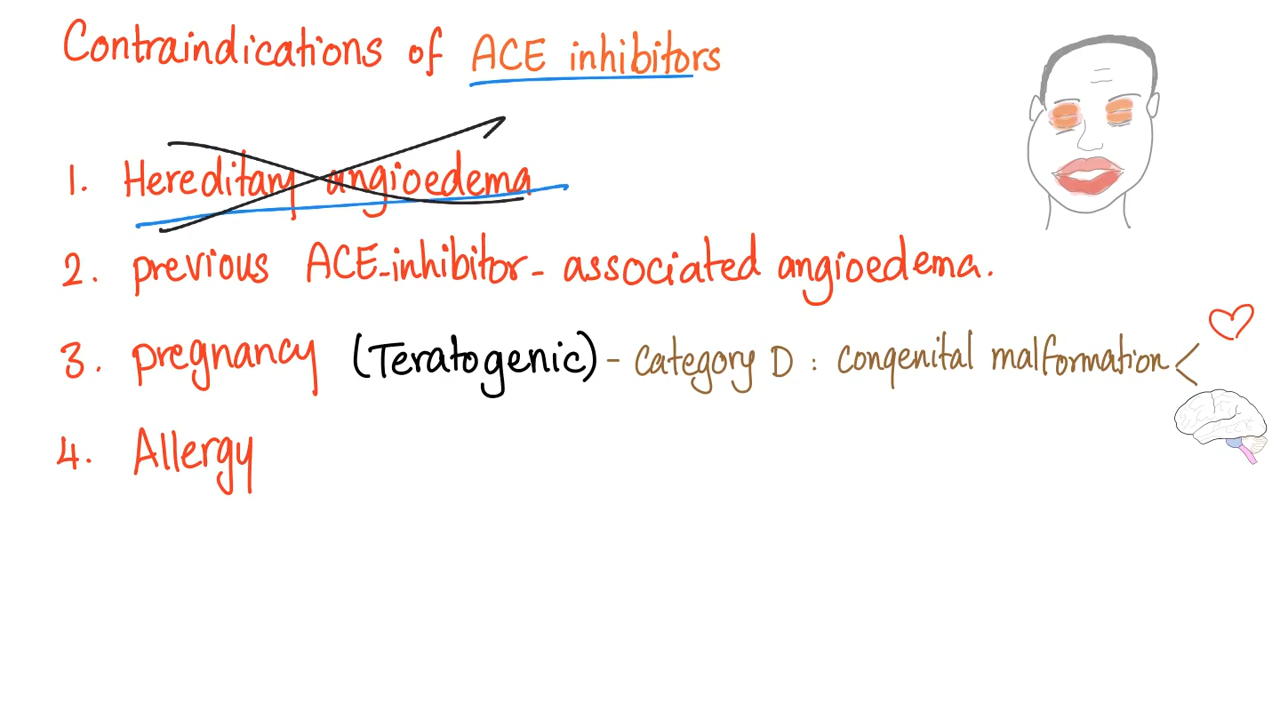 Contraindications of ACE inhibitors
1. Hereditary angioedema
2. previous ACE-inhibitor-associated angioedema.
3. pregnancy (Teratogenic) - Category D : congenital malformation <
4. Allergy